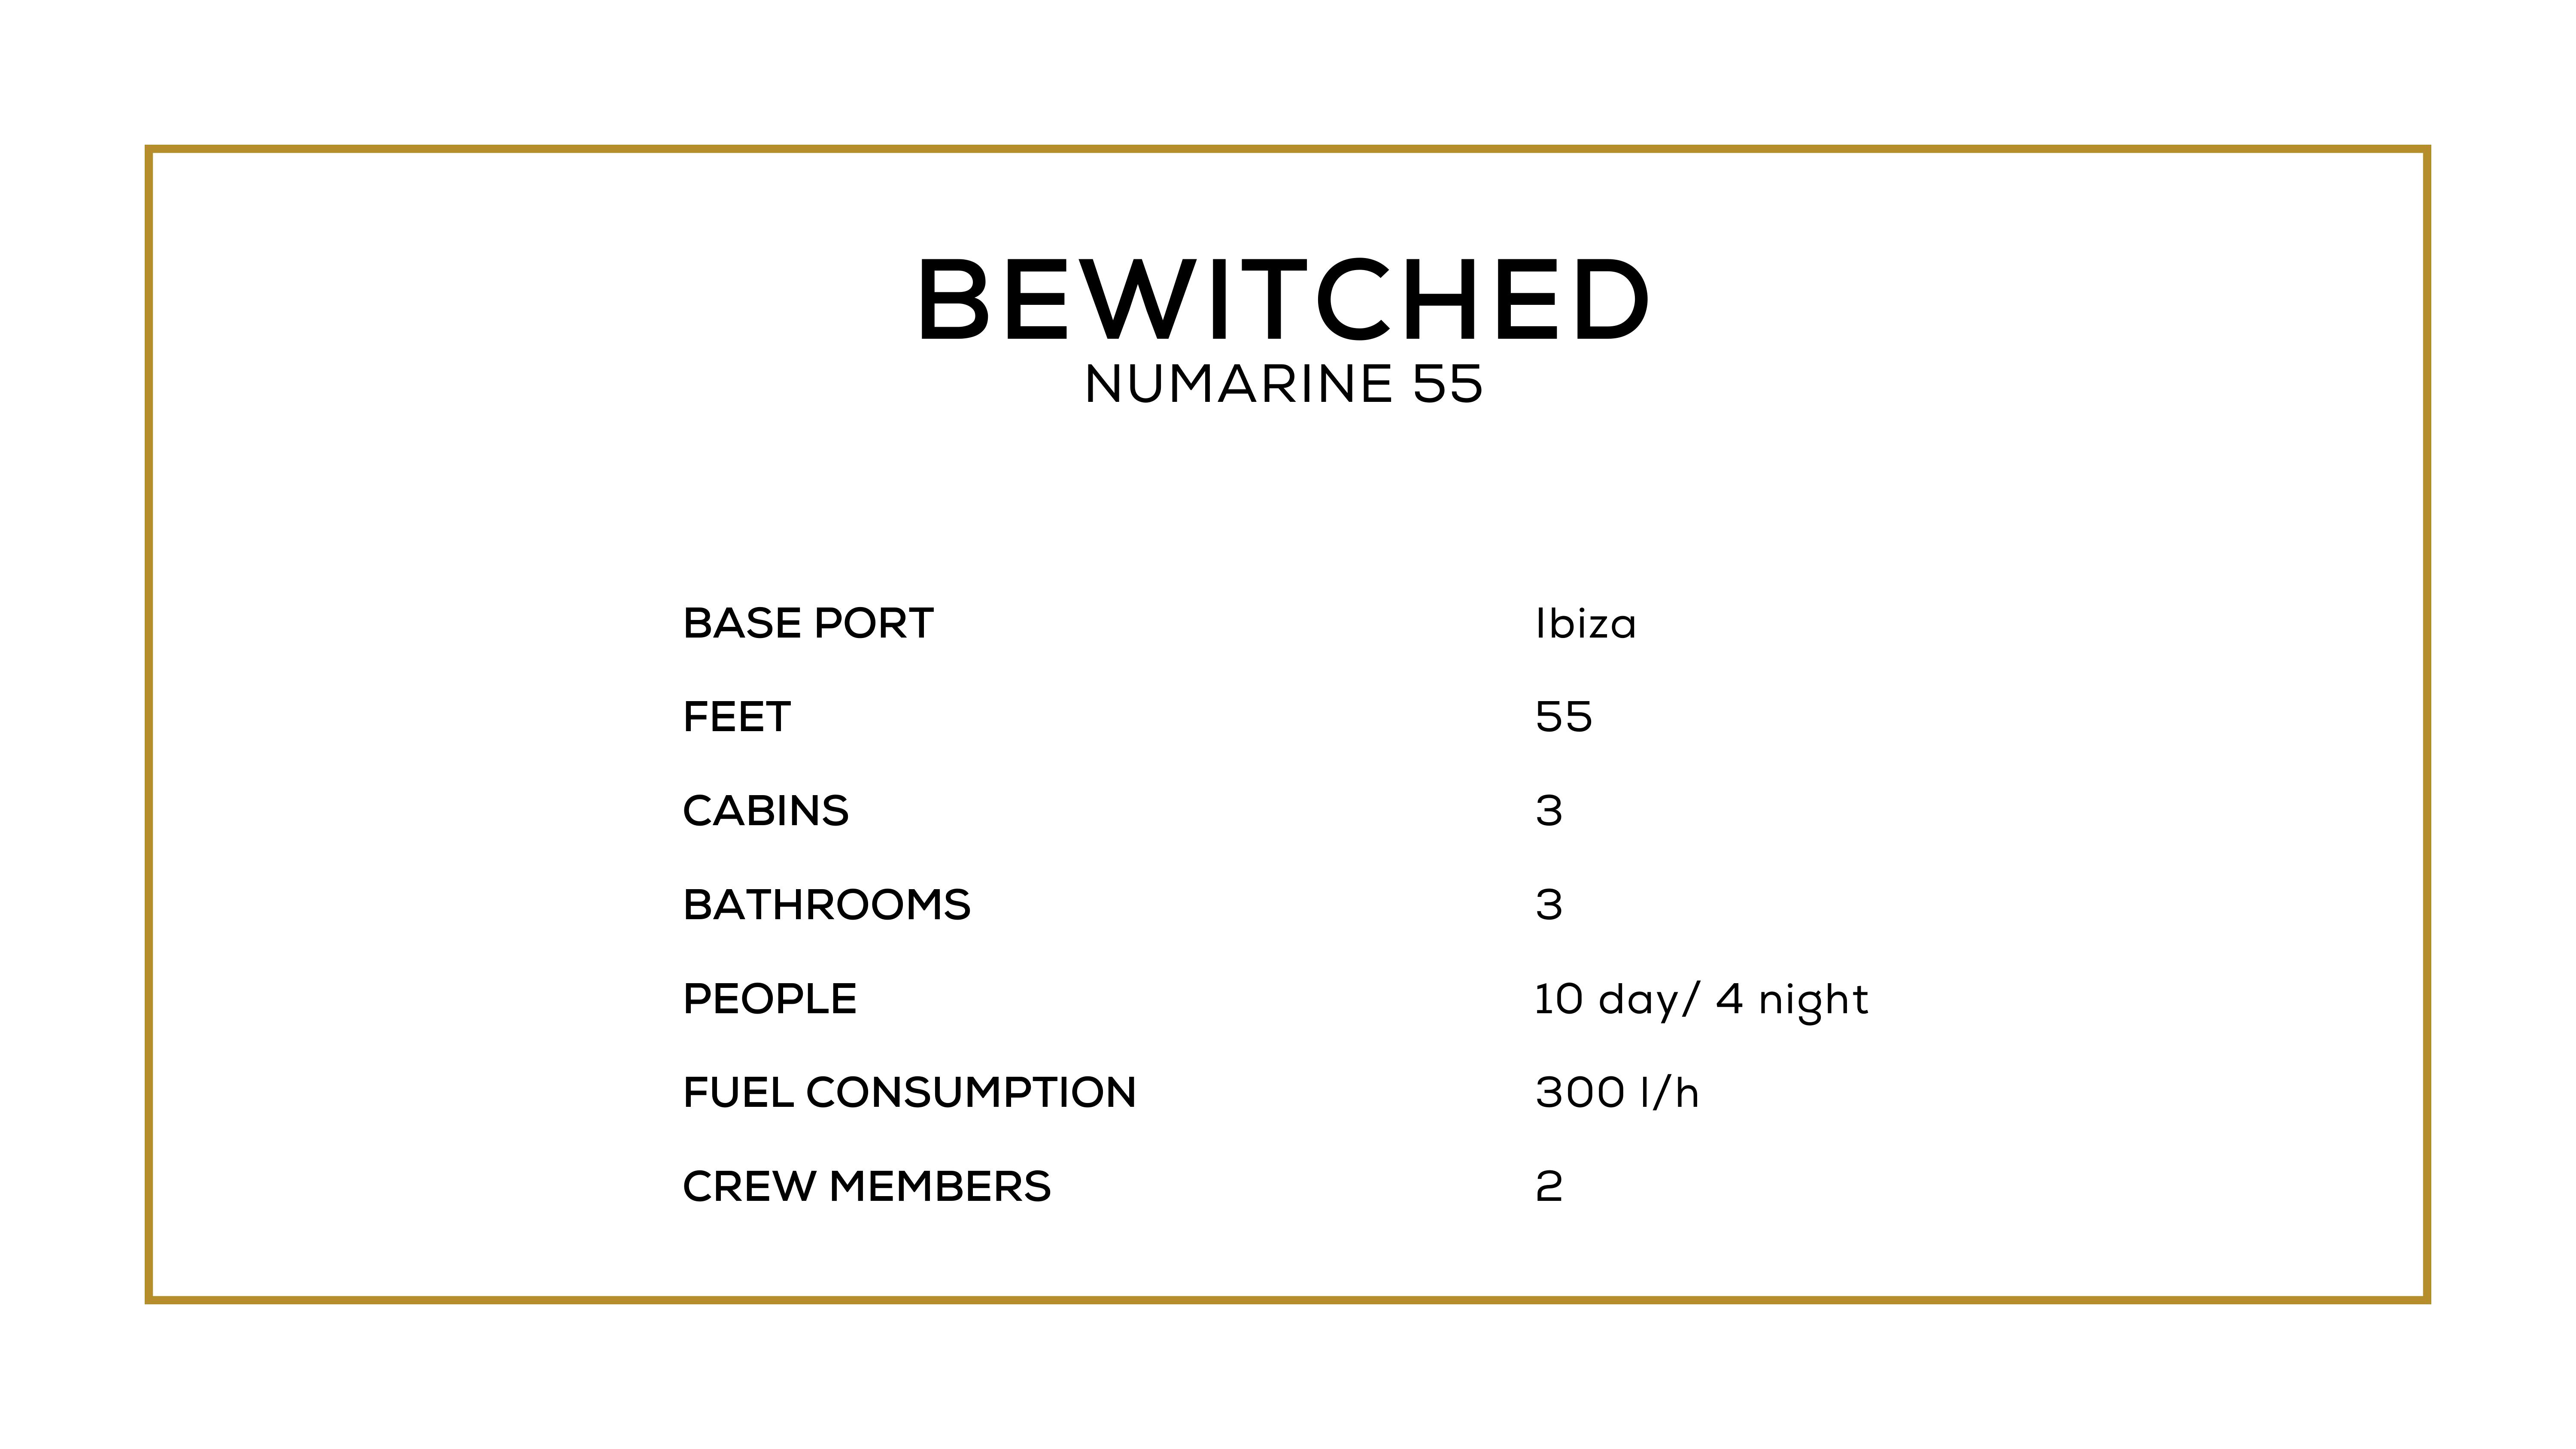 BEWITCHED
NUMARINE 55
BASE PORT Ibiza
FEET 55
CABINS 3
BATHROOMS 3
PEOPLE 10 day/ 4 night
FUEL CONSUMPTION 300 l/h
CREW MEMBERS 2